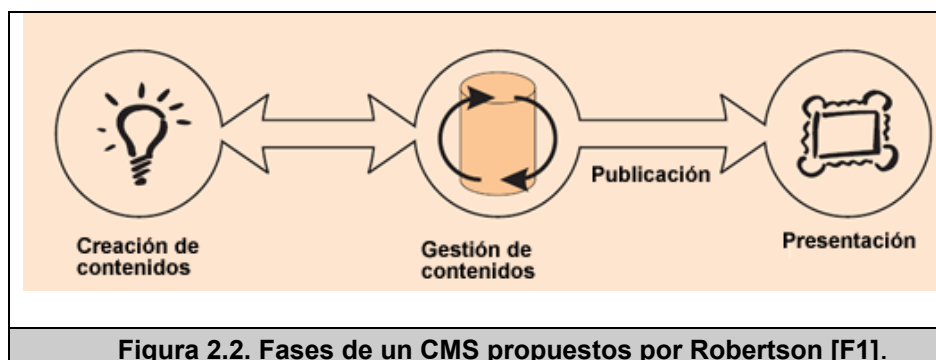 Publicación
Creación de
contenidos
Gestión de
contenidos
Presentación
Figura 2.2. Fases de un CMS propuestos por Robertson [F1].